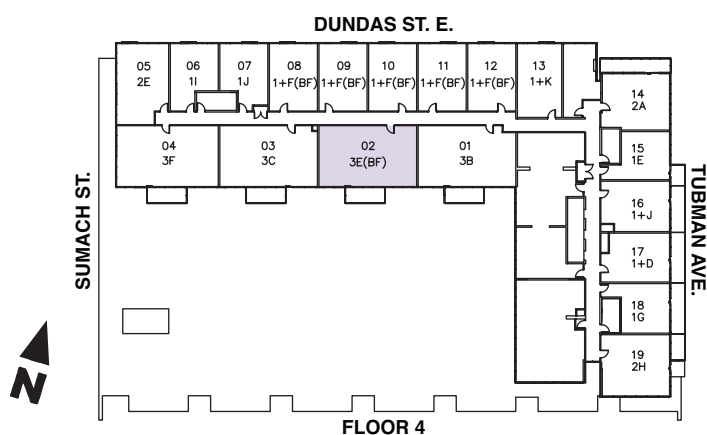 DUNDAS ST. E.
05
2E
06
1I
07
1J
08
1+F(BF)
09
1+F(BF)
10
1+F(BF)
11
1+F(BF)
12
1+F(BF)
13
1+K
14
2A
04
3F
03
3C
02
3E(BF)
01
3B
15
1E
16
1+J
17
1+D
18
1G
19
2H
SUMACH ST.
TUBMAN AVE.
N
FLOOR 4